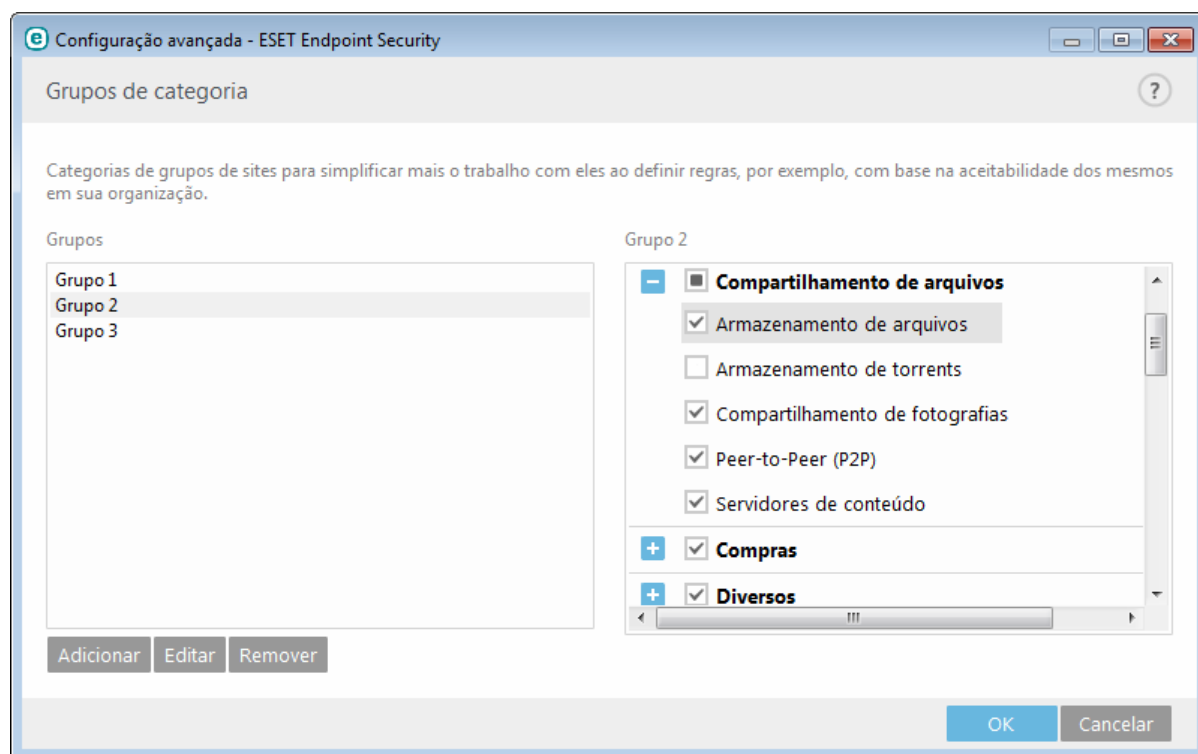 Configuração avançada - ESET Endpoint Security
Grupos de categoria
?
Categorias de grupos de sites para simplificar mais o trabalho com eles ao definir regras, por exemplo, com base na aceitabilidade dos mesmos
em sua organização.
Grupos
Grupo 1
Grupo 2
Grupo 3
Adicionar Editar Remover
Grupo 2
Compartilhamento de arquivos
Armazenamento de arquivos
Armazenamento de torrents
Compartilhamento de fotografias
Peer-to-Peer (P2P)
Servidores de conteúdo
Compras
Diversos
OK Cancelar